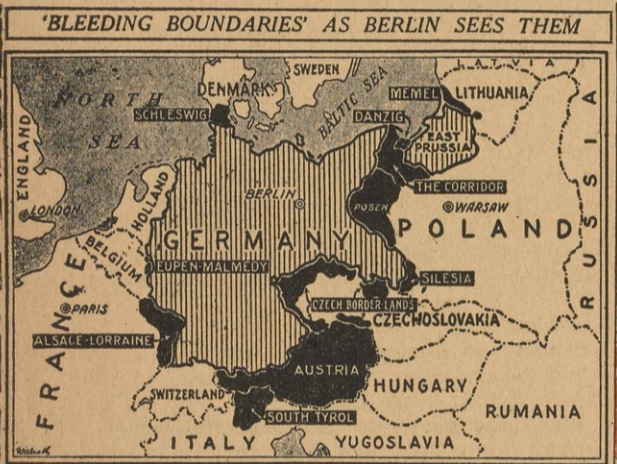 'BLEEDING BOUNDARIES' AS BERLIN SEES THEM
SWEDEN
LATVIA
DENMARK
NORTH
SEA
BALTIC SEA
MEMEL
LITHUANIA
SCHLESWIG
DANZIG
EAST
PRUSSIA
ENGLAND
LONDON
HOLLAND
BERLIN
THE CORRIDOR
POSEN
WARSAW
RUSSIA
GERMANY
POLAND
BELGIUM
EUPEN-MALMEDY
SILESIA
CZECH BORDER-LANDS
PARIS
CZECHOSLOVAKIA
FRANCE
ALSACE-LORRAINE
AUSTRIA
SWITZERLAND
HUNGARY
SOUTH TYROL
RUMANIA
ITALY
YUGOSLAVIA